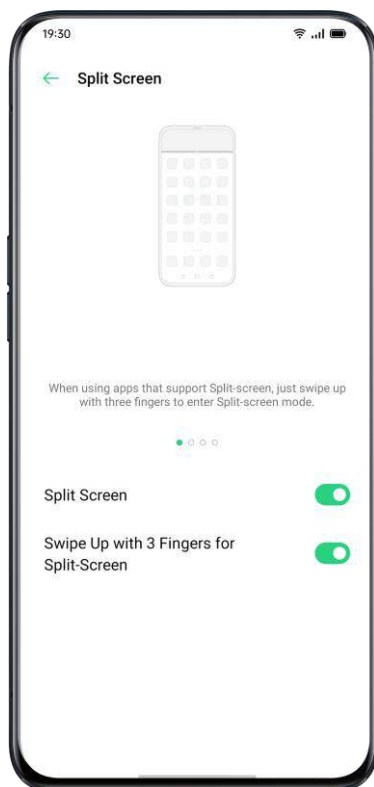 19:30
Split Screen
When using apps that support Split-screen, just swipe up
with three fingers to enter Split-screen mode.
Split Screen
Swipe Up with 3 Fingers for
Split-Screen